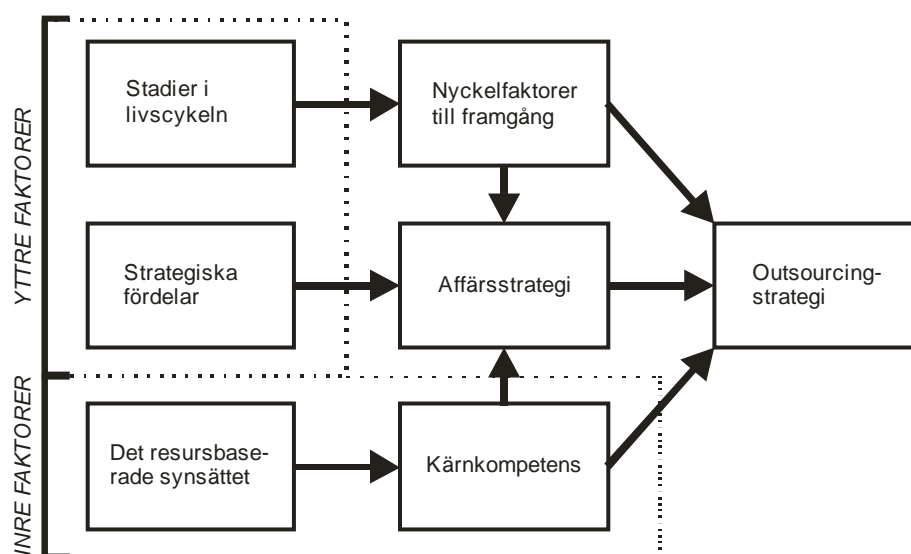 YTTRE FAKTORER
Stadier i
livscykeln
Nyckelfaktorer
till framgång
Strategiska
fördelar
Affärsstrategi
Outsourcing-
strategi
INRE FAKTORER
Det resursbase-
rade synsättet
Kärnkompetens